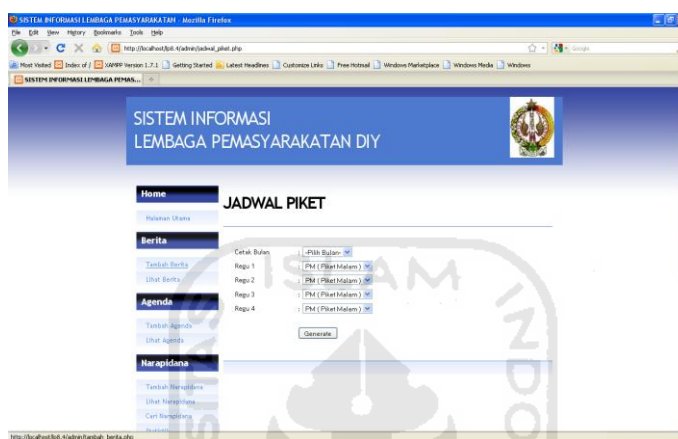 SISTEM INFORMASI LEMBAGA PEMASYARAKATAN - Mozilla Firefox
File Edit View History Bookmarks Tools Help
http://localhost/lp8.4/admin/jadwal_piket.php
Google
Most Visited Index of / XAMPP Version 1.7.1 Getting Started Latest Headlines Customize Links Free Hotmail Windows Marketplace Windows Media Windows
SISTEM INFORMASI LEMBAGA PEMAS...
SISTEM INFORMASI
LEMBAGA PEMASYARAKATAN DIY
Home
Halaman Utama
Berita
Tambah Berita
Lihat Berita
Agenda
Tambah Agenda
Lihat Agenda
Narapidana
Tambah Narapidana
Lihat Narapidana
Cari Narapidana
Statistik
JADWAL PIKET
Cetak Bulan : -Pilih Bulan-
Regu 1 : PM ( Piket Malam )
Regu 2 : PM ( Piket Malam )
Regu 3 : PM ( Piket Malam )
Regu 4 : PM ( Piket Malam )
Generate
ISLAM INDO
http://localhost/lp8.4/admin/tambah_berita.php